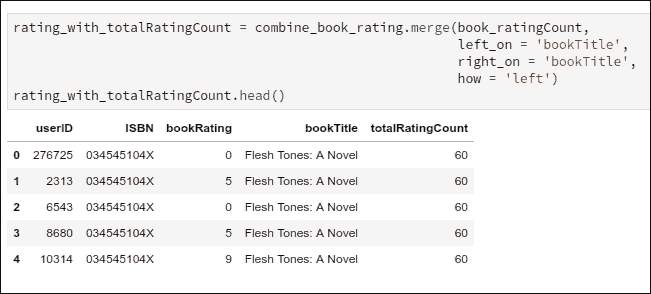 rating_with_totalRatingCount = combine_book_rating.merge(book_ratingCount,
left_on = 'bookTitle',
right_on = 'bookTitle',
how = 'left')
rating_with_totalRatingCount.head()
userID ISBN bookRating bookTitle totalRatingCount
0 276725 034545104X 0 Flesh Tones: A Novel 60
1 2313 034545104X 5 Flesh Tones: A Novel 60
2 6543 034545104X 0 Flesh Tones: A Novel 60
3 8680 034545104X 5 Flesh Tones: A Novel 60
4 10314 034545104X 9 Flesh Tones: A Novel 60